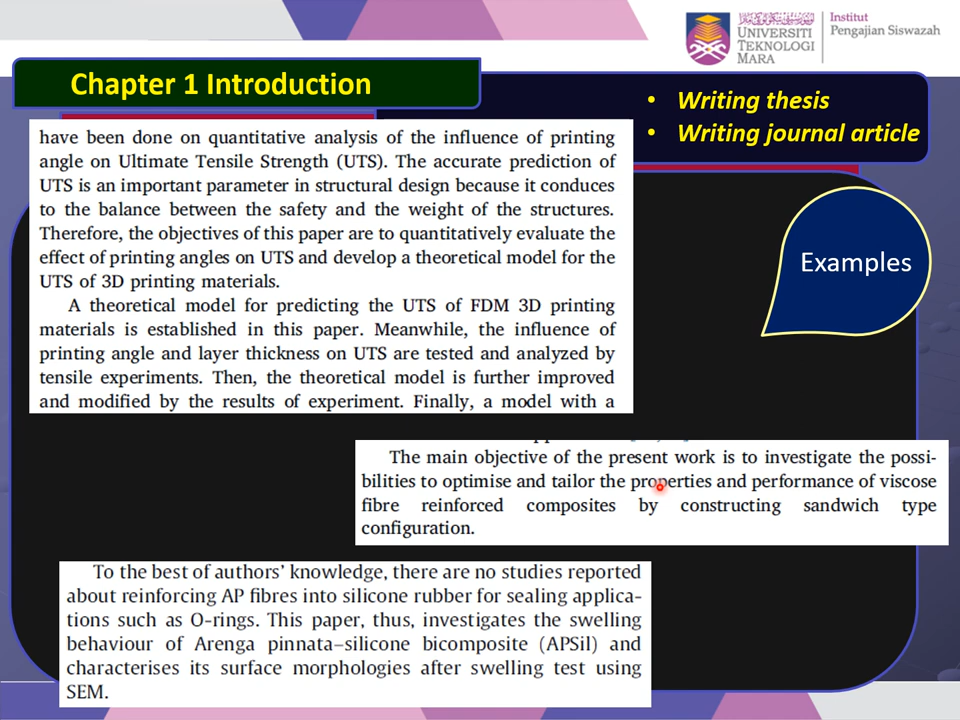 UNIVERSITI
TEKNOLOGI
MARA
Institut
Pengajian Siswazah
Chapter 1 Introduction
• Writing thesis
• Writing journal article
have been done on quantitative analysis of the influence of printing
angle on Ultimate Tensile Strength (UTS). The accurate prediction of
UTS is an important parameter in structural design because it conduces
to the balance between the safety and the weight of the structures.
Therefore, the objectives of this paper are to quantitatively evaluate the
effect of printing angles on UTS and develop a theoretical model for the
UTS of 3D printing materials.
A theoretical model for predicting the UTS of FDM 3D printing
materials is established in this paper. Meanwhile, the influence of
printing angle and layer thickness on UTS are tested and analyzed by
tensile experiments. Then, the theoretical model is further improved
and modified by the results of experiment. Finally, a model with a
Examples
The main objective of the present work is to investigate the possi-
bilities to optimise and tailor the properties and performance of viscose
fibre reinforced composites by constructing sandwich type
configuration.
To the best of authors' knowledge, there are no studies reported
about reinforcing AP fibres into silicone rubber for sealing applica-
tions such as O-rings. This paper, thus, investigates the swelling
behaviour of Arenga pinnata–silicone bicomposite (APSil) and
characterises its surface morphologies after swelling test using
SEM.